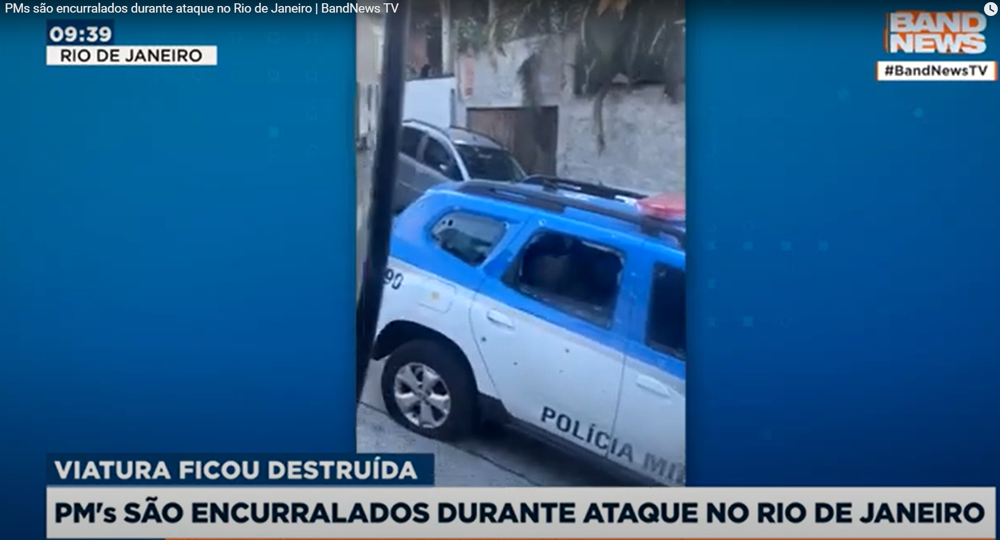 PMs são encurralados durante ataque no Rio de Janeiro | BandNews TV
09:39
RIO DE JANEIRO
BAND
NEWS
#BandNewsTV
90
POLÍCIA MI
VIATURA FICOU DESTRUÍDA
PM's SÃO ENCURRALADOS DURANTE ATAQUE NO RIO DE JANEIRO